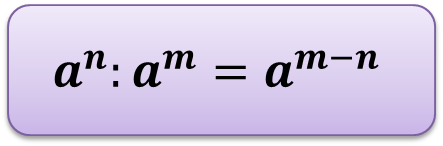 aⁿ: aᵐ = aᵐ⁻ⁿ